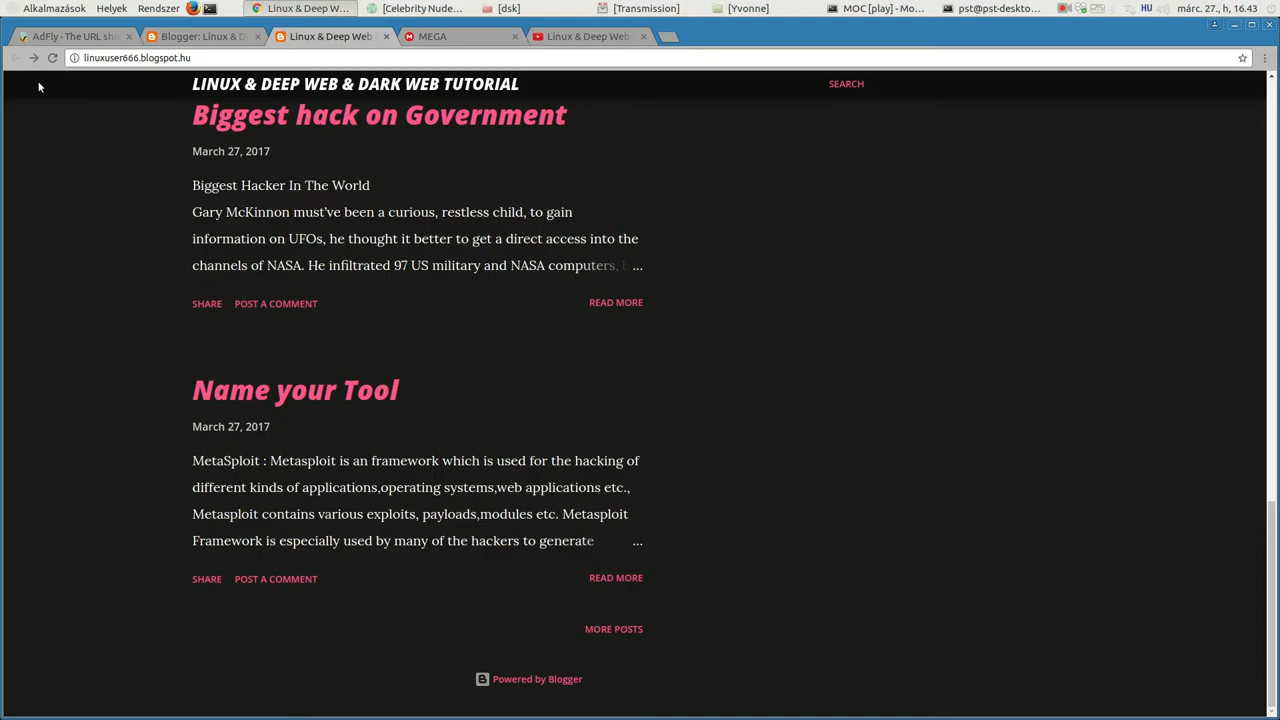 Alkalmazások Helyek Rendszer Linux & Deep W... [Celebrity Nude... [dsk] [Transmission] [Yvonne] MOC [play] - Mo... pst@pst-deskto... HU márc. 27., h, 16.43
AdFly - The URL sho Blogger: Linux & D Linux & Deep Web MEGA Linux & Deep Web
linuxuser666.blogspot.hu
LINUX & DEEP WEB & DARK WEB TUTORIAL SEARCH
Biggest hack on Government
March 27, 2017
Biggest Hacker In The World
Gary McKinnon must've been a curious, restless child, to gain
information on UFOs, he thought it better to get a direct access into the
channels of NASA. He infiltrated 97 US military and NASA computers, ...
SHARE POST A COMMENT READ MORE
Name your Tool
March 27, 2017
MetaSploit : Metasploit is an framework which is used for the hacking of
different kinds of applications,operating systems,web applications etc.,
Metasploit contains various exploits, payloads,modules etc. Metasploit
Framework is especially used by many of the hackers to generate ...
SHARE POST A COMMENT READ MORE
MORE POSTS
Powered by Blogger